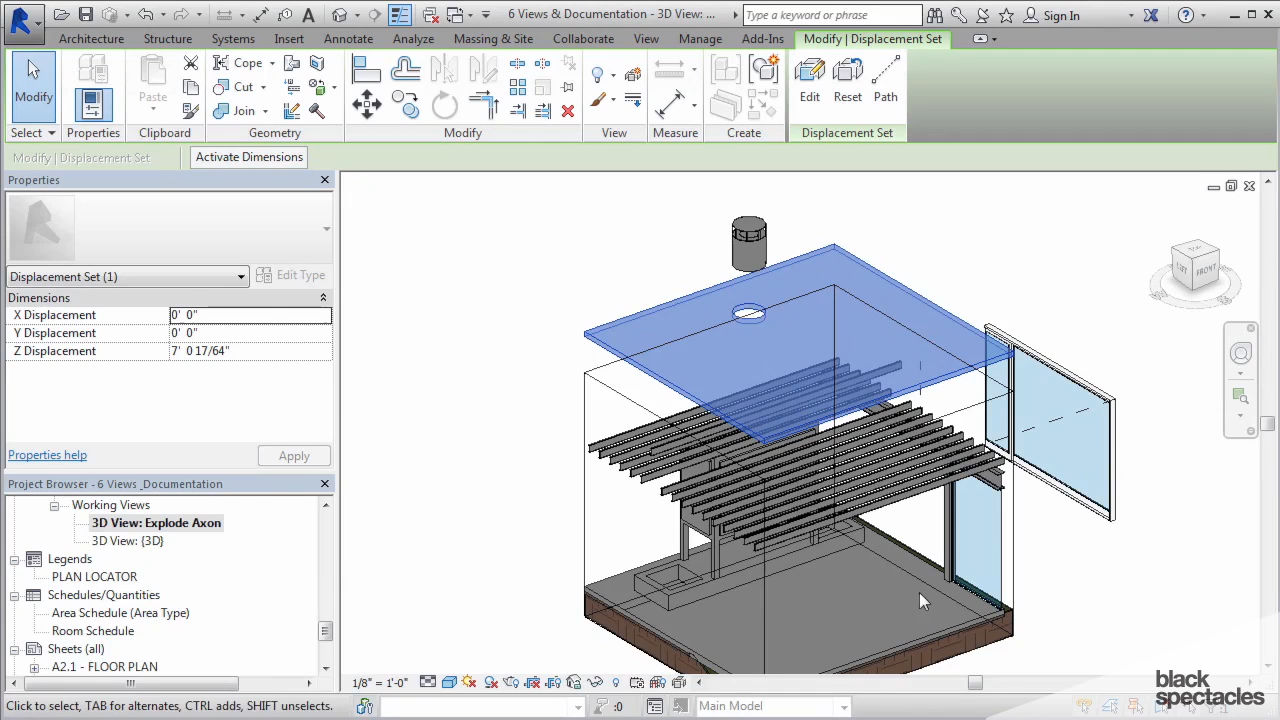 6 Views & Documentation - 3D View: ...
Type a keyword or phrase
Sign In
Architecture Structure Systems Insert Annotate Analyze Massing & Site Collaborate View Manage Add-Ins Modify | Displacement Set
Modify
Paste
Cope
Cut
Join
Edit Reset Path
Select Properties Clipboard Geometry Modify View Measure Create Displacement Set
Modify | Displacement Set
Activate Dimensions
Properties
Displacement Set (1)
Edit Type
Dimensions
X Displacement 0' 0"
Y Displacement 0' 0"
Z Displacement 7' 0 17/64"
Properties help
Apply
Project Browser - 6 Views _Documentation
Working Views
3D View: Explode Axon
3D View: {3D}
Legends
PLAN LOCATOR
Schedules/Quantities
Area Schedule (Area Type)
Room Schedule
Sheets (all)
A2.1 - FLOOR PLAN
LEFT
FRONT
1/8" = 1'-0"
Click to select, TAB for alternates, CTRL adds, SHIFT unselects.
:0
Main Model
black
spectacles